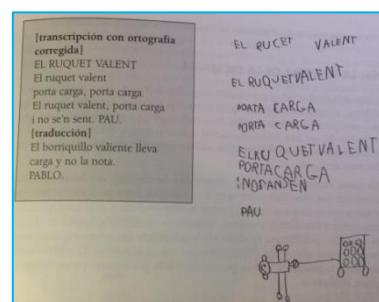 [transcripción con ortografía
corregida]
EL RUQUET VALENT
El ruquet valent
porta carga, porta carga.
El ruquet valent, porta carga
i no se'n sent. PAU.
[traducción]
El borriquillo valiente lleva
carga y no la nota.
PABLO.
EL RUCET VALENT
EL RUQUETVALENT
PORTA CARGA
PORTA CARGA
ELRUQUETVALENT
PORTACARGA
INOSANSEN
PAU